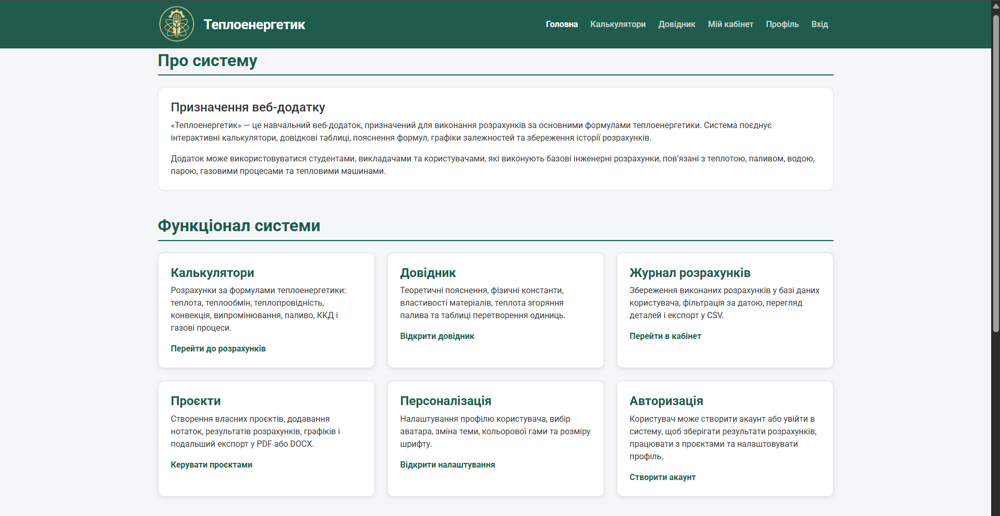 Теплоенергетик
Головна Калькулятори Довідник Мій кабінет Профіль Вхід
Про систему
Призначення веб-додатку
«Теплоенергетик» — це навчальний веб-додаток, призначений для виконання розрахунків за основними формулами теплоенергетики. Система поєднує
інтерактивні калькулятори, довідкові таблиці, пояснення формул, графіки залежностей та збереження історії розрахунків.
Додаток може використовуватися студентами, викладачами та користувачами, які виконують базові інженерні розрахунки, пов’язані з теплотою, паливом, водою,
парою, газовими процесами та тепловими машинами.
Функціонал системи
Калькулятори
Розрахунки за формулами теплоенергетики:
теплота, теплообмін, теплопровідність,
конвекція, випромінювання, паливо, ККД і
газові процеси.
Перейти до розрахунків
Довідник
Теоретичні пояснення, фізичні константи,
властивості матеріалів, теплота згоряння
палива та таблиці перетворення одиниць.
Відкрити довідник
Журнал розрахунків
Збереження виконаних розрахунків у базі даних
користувача, фільтрація за датою, перегляд
деталей і експорт у CSV.
Перейти в кабінет
Проєкти
Створення власних проєктів, додавання
нотаток, результатів розрахунків, графіків і
подальший експорт у PDF або DOCX.
Керувати проєктами
Персоналізація
Налаштування профілю користувача, вибір
аватара, зміна теми, кольорової гами та розміру
шрифту.
Відкрити налаштування
Авторизація
Користувач може створити акаунт або увійти в
систему, щоб зберігати результати розрахунків,
працювати з проєктами та налаштовувати
профіль.
Створити акаунт